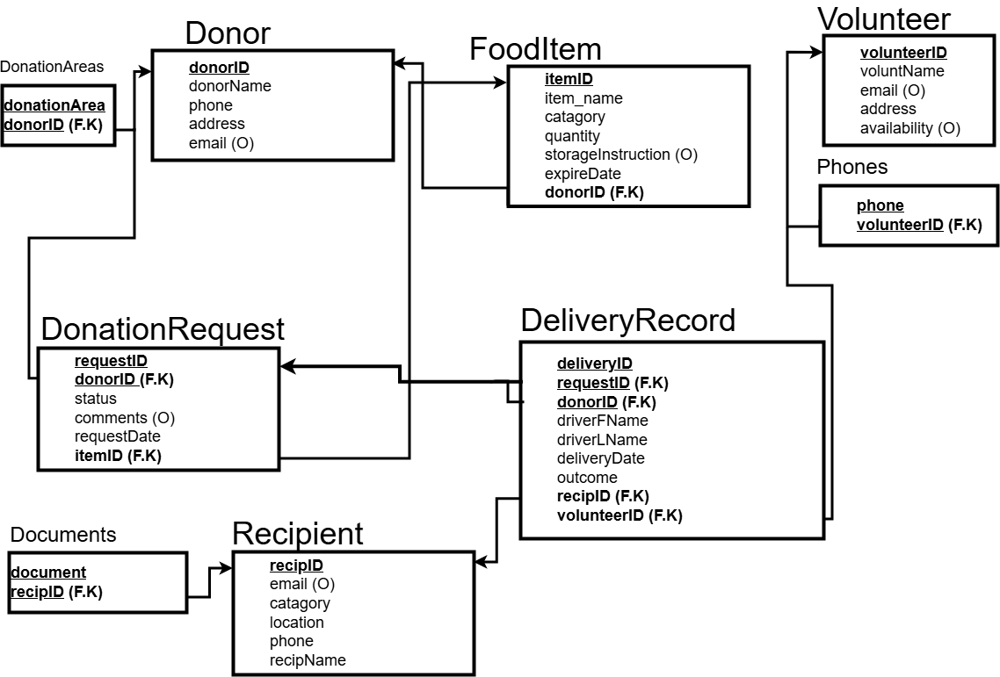 Donor
donorID
donorName
phone
address
email (O)
DonationAreas
donationArea
donorID (F.K)
FoodItem
itemID
item_name
catagory
quantity
storageInstruction (O)
expireDate
donorID (F.K)
Volunteer
volunteerID
voluntName
email (O)
address
availability (O)
Phones
phone
volunteerID (F.K)
DonationRequest
requestID
donorID (F.K)
status
comments (O)
requestDate
itemID (F.K)
DeliveryRecord
deliveryID
requestID (F.K)
donorID (F.K)
driverFName
driverLName
deliveryDate
outcome
recipID (F.K)
volunteerID (F.K)
Documents
document
recipID (F.K)
Recipient
recipID
email (O)
catagory
location
phone
recipName